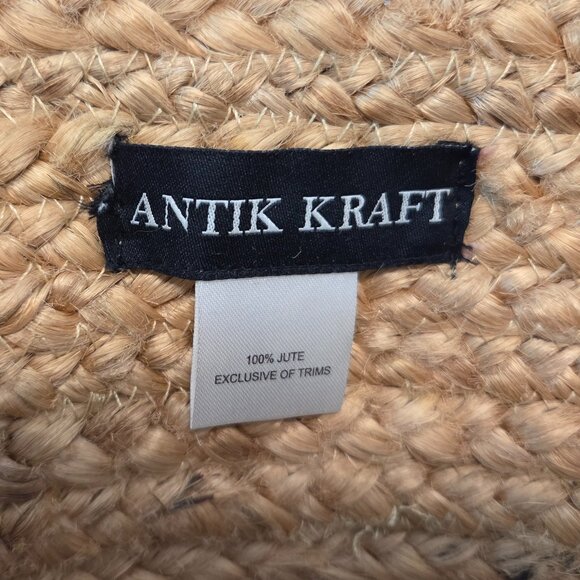 ANTIK KRAFT
100% JUTE
EXCLUSIVE OF TRIMS